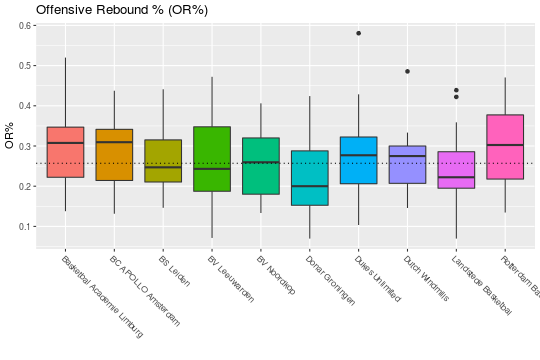 Offensive Rebound % (OR%)
OR%
0.6
0.5
0.4
0.3
0.2
0.1
Basketbal Academie Limburg
BC APOLLO Amsterdam
BS Leiden
BV Leeuwarden
BV Noordkop
Donar Groningen
Dukes Unlimited
Dutch Windmills
Landstede Basketbal
Rotterdam Bas